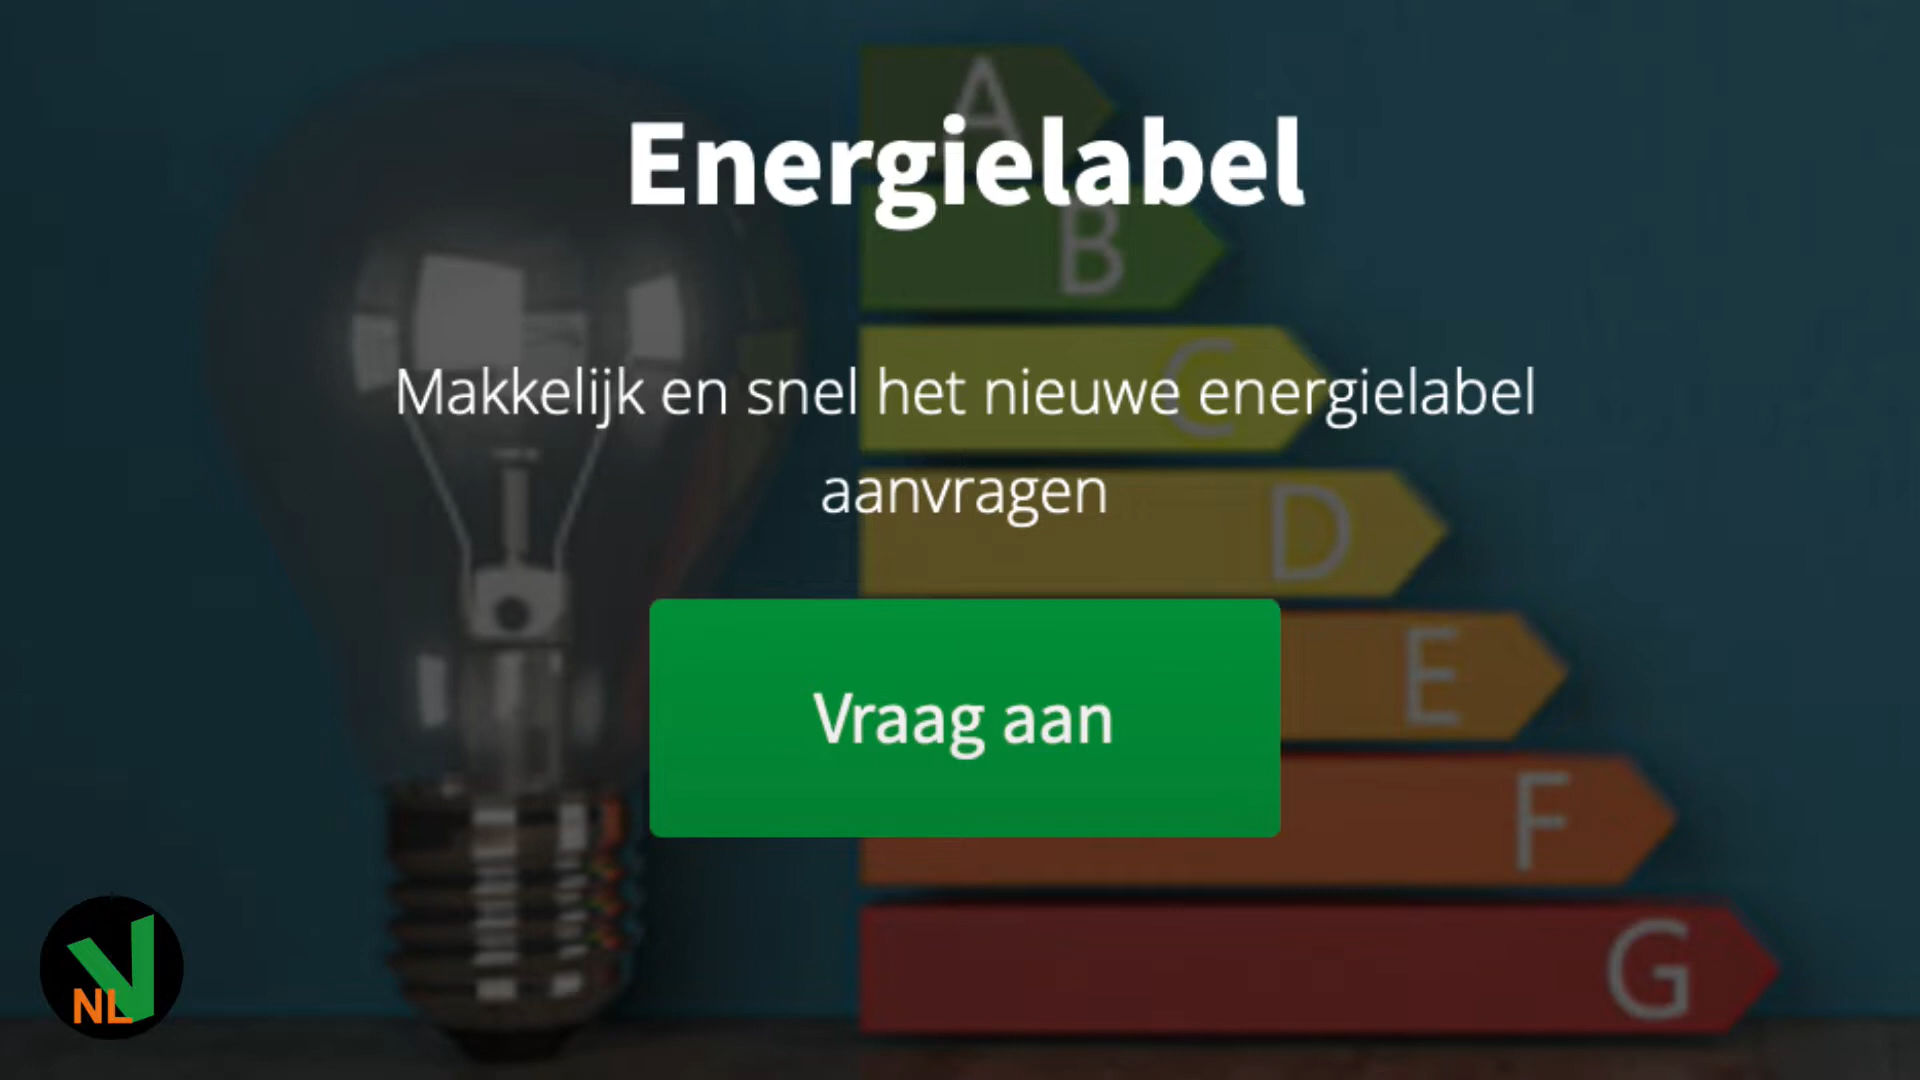 Energielabel
Makkelijk en snel het nieuwe energielabel
aanvragen
Vraag aan
A
B
C
D
E
F
G
NL